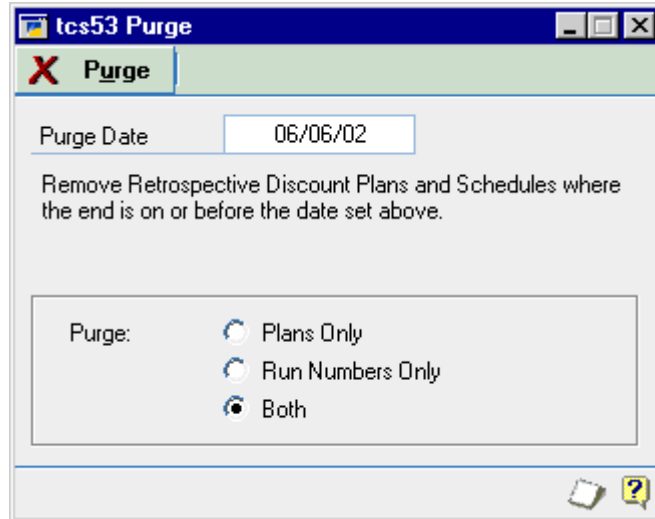 tcs53 Purge
Purge
Purge Date 06/06/02
Remove Retrospective Discount Plans and Schedules where
the end is on or before the date set above.
Purge: Plans Only
Run Numbers Only
Both